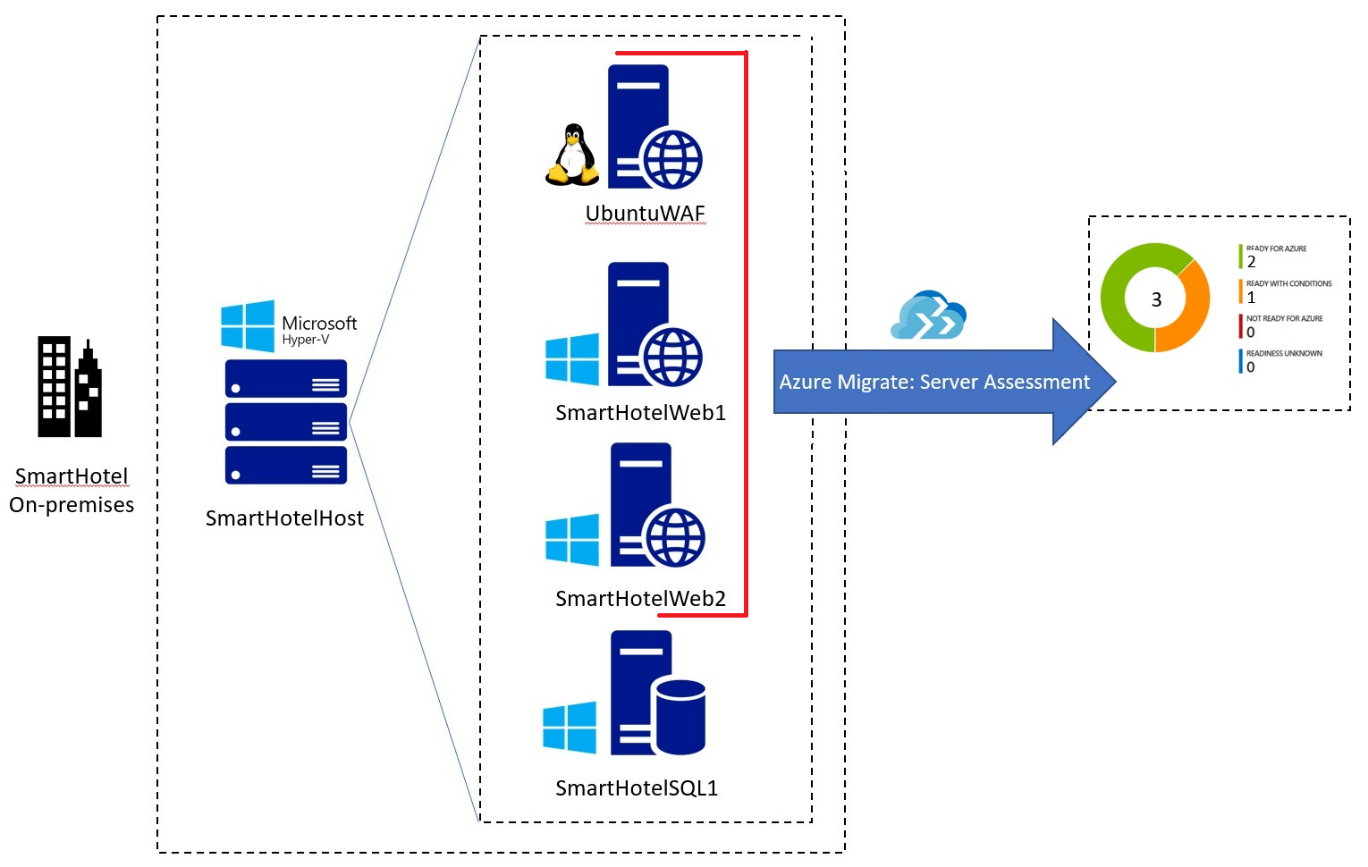 UbuntuWAF
Microsoft
Hyper-V
SmartHotelWeb1
SmartHotel
On-premises
SmartHotelHost
SmartHotelWeb2
SmartHotelSQL1
Azure Migrate: Server Assessment
3
READY FOR AZURE
2
READY WITH CONDITIONS
1
NOT READY FOR AZURE
0
READINESS UNKNOWN
0